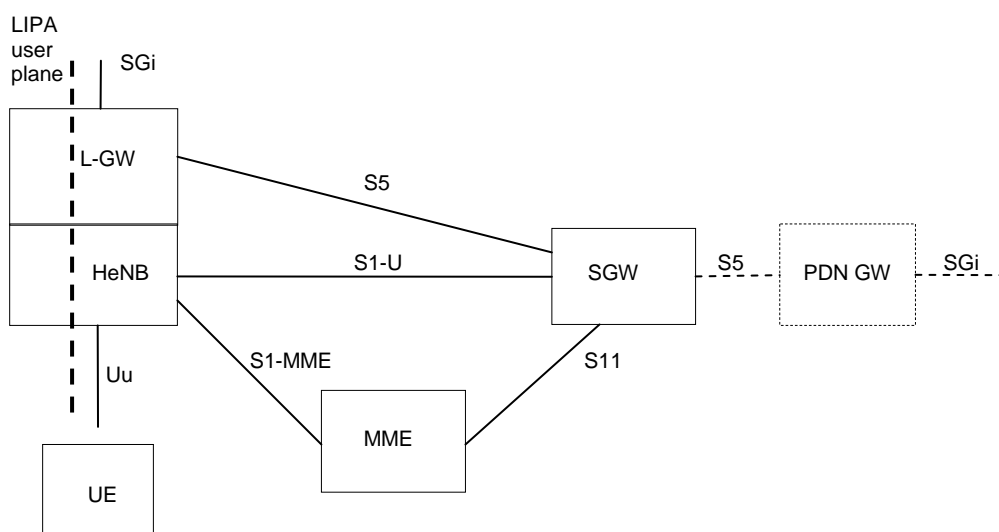 LIPA
user
plane
SGi
L-GW
S5
HeNB
S1-U
SGW
S5
PDN GW
SGi
Uu
S1-MME
S11
MME
UE